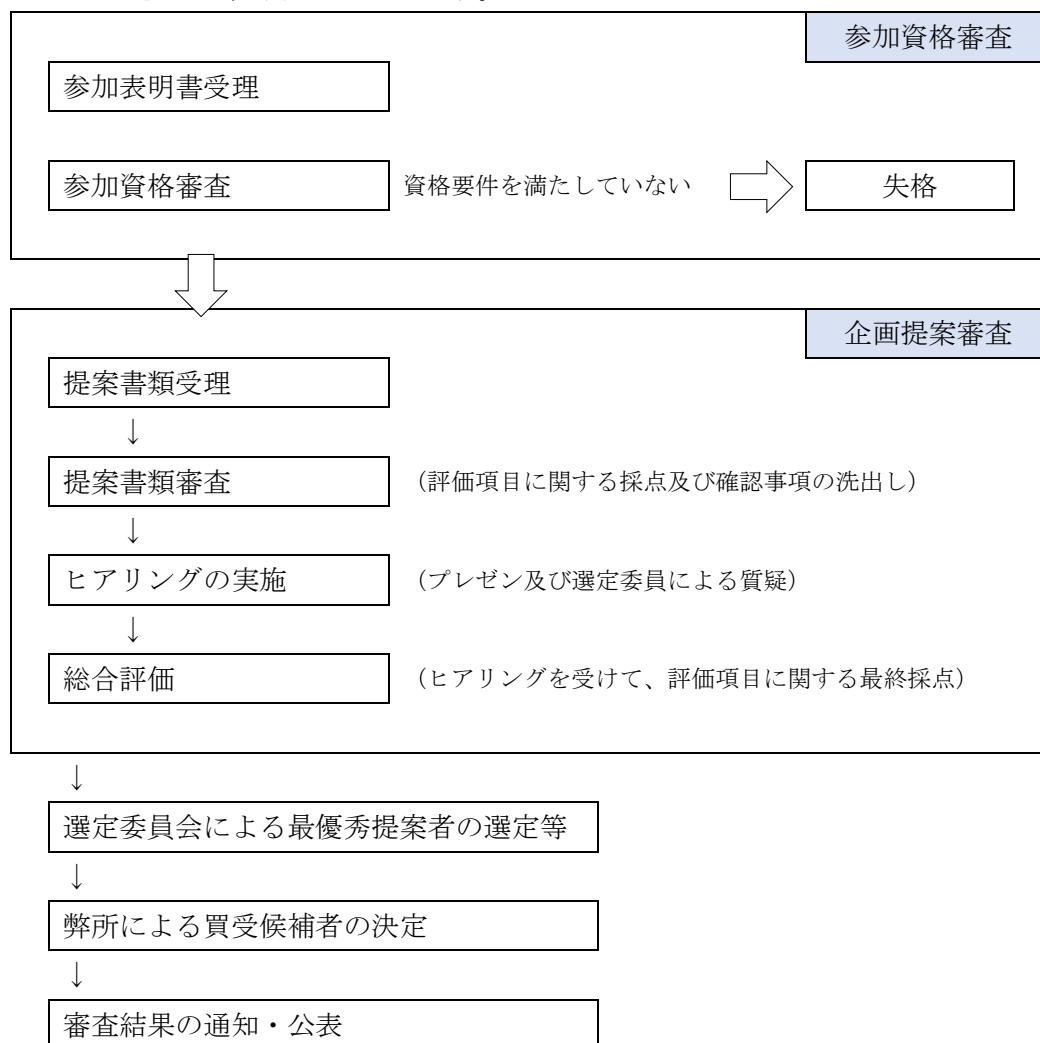 参加資格審査
参加表明書受理
参加資格審査 資格要件を満たしていない 失格
企画提案審査
提案書類受理
↓
提案書類審査 (評価項目に関する採点及び確認事項の洗出し)
↓
ヒアリングの実施 (プレゼン及び選定委員による質疑)
↓
総合評価 (ヒアリングを受けて、評価項目に関する最終採点)
↓
選定委員会による最優秀提案者の選定等
↓
弊所による買受候補者の決定
↓
審査結果の通知・公表